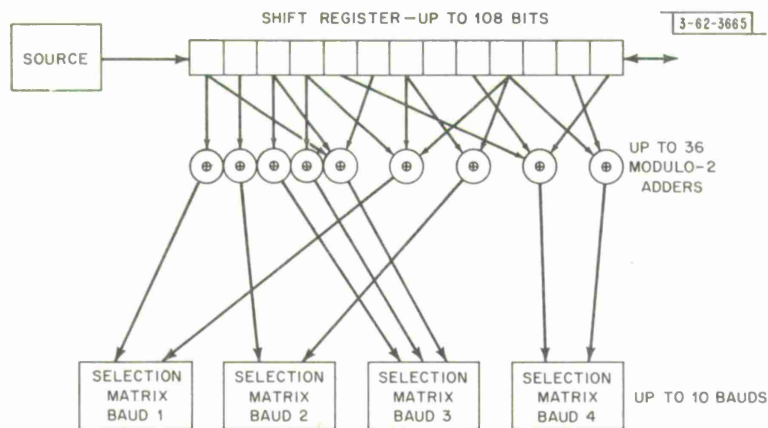 SHIFT REGISTER—UP TO 108 BITS
3-62-3665
SOURCE
UP TO 36
MODULO-2
ADDERS
SELECTION
MATRIX
BAUD 1
SELECTION
MATRIX
BAUD 2
SELECTION
MATRIX
BAUD 3
SELECTION
MATRIX
BAUD 4
UP TO 10 BAUDS